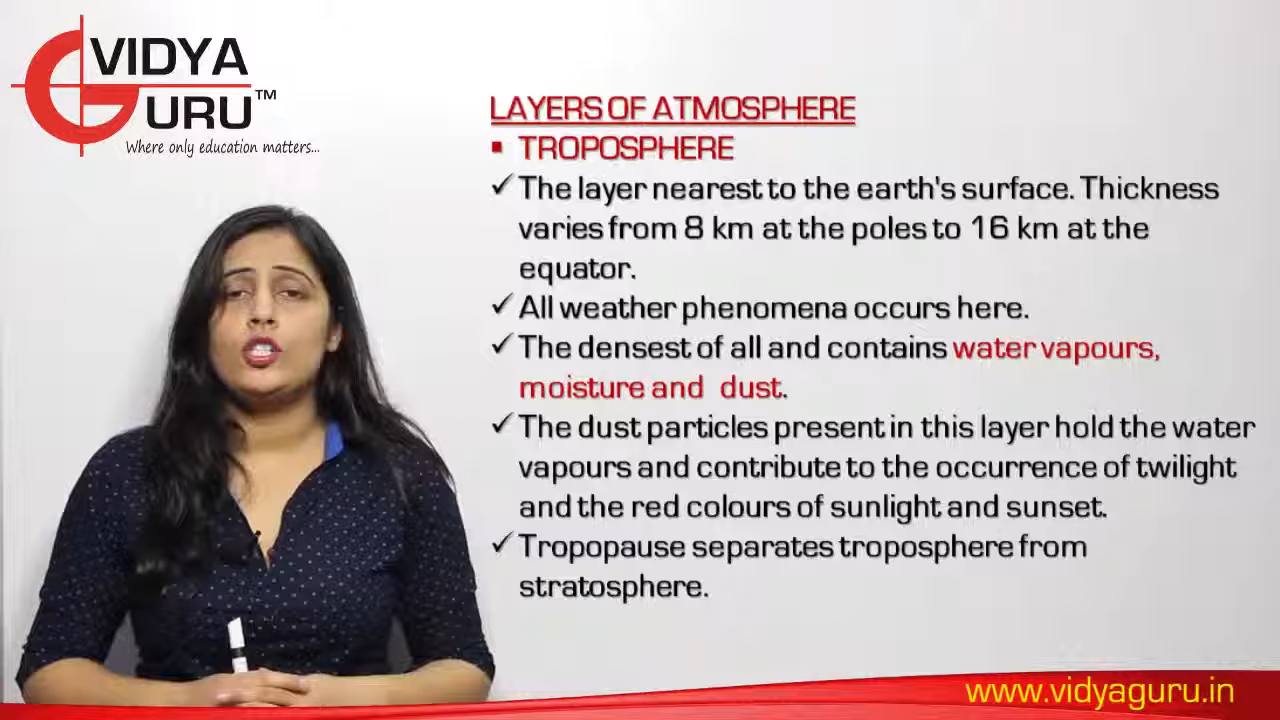 VIDYA
GURU™
Where only education matters...
LAYERS OF ATMOSPHERE
▪ TROPOSPHERE
✓ The layer nearest to the earth's surface. Thickness
varies from 8 km at the poles to 16 km at the
equator.
✓ All weather phenomena occurs here.
✓ The densest of all and contains water vapours,
moisture and dust.
✓ The dust particles present in this layer hold the water
vapours and contribute to the occurrence of twilight
and the red colours of sunlight and sunset.
✓ Tropopause separates troposphere from
stratosphere.
www.vidyaguru.in